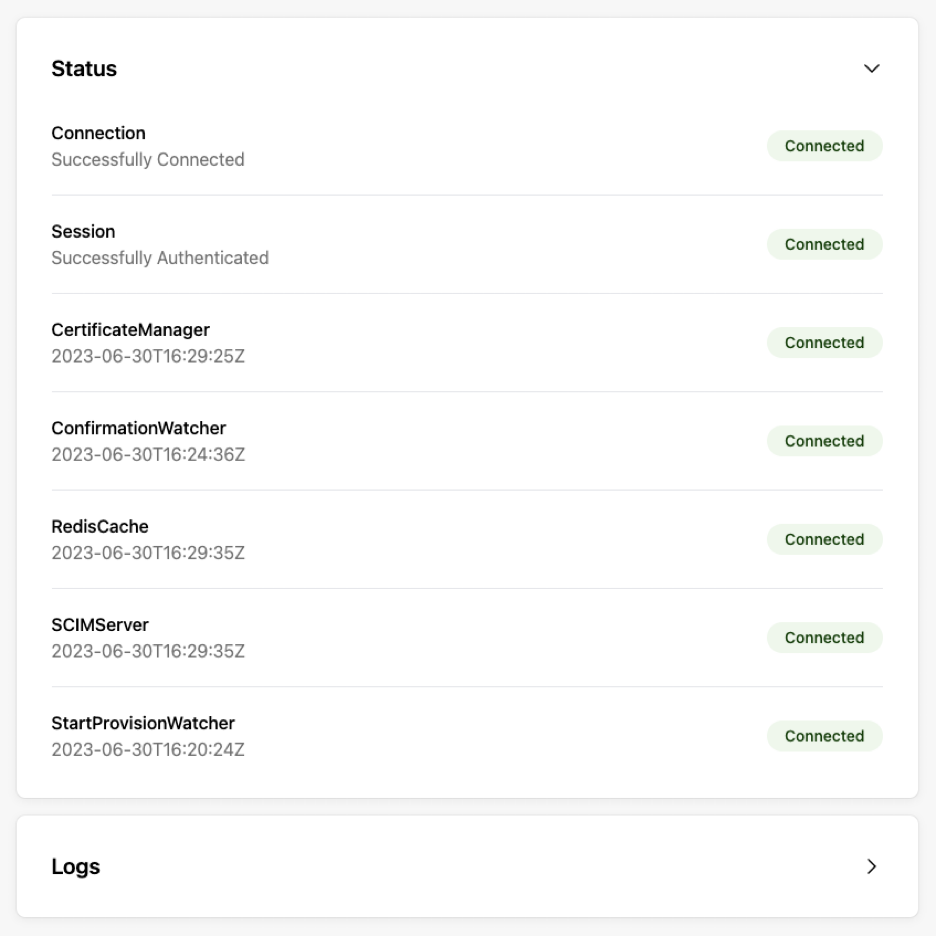 Status
Connection
Successfully Connected
Connected
Session
Successfully Authenticated
Connected
CertificateManager
2023-06-30T16:29:25Z
Connected
ConfirmationWatcher
2023-06-30T16:24:36Z
Connected
RedisCache
2023-06-30T16:29:35Z
Connected
SCIMServer
2023-06-30T16:29:35Z
Connected
StartProvisionWatcher
2023-06-30T16:20:24Z
Connected
Logs